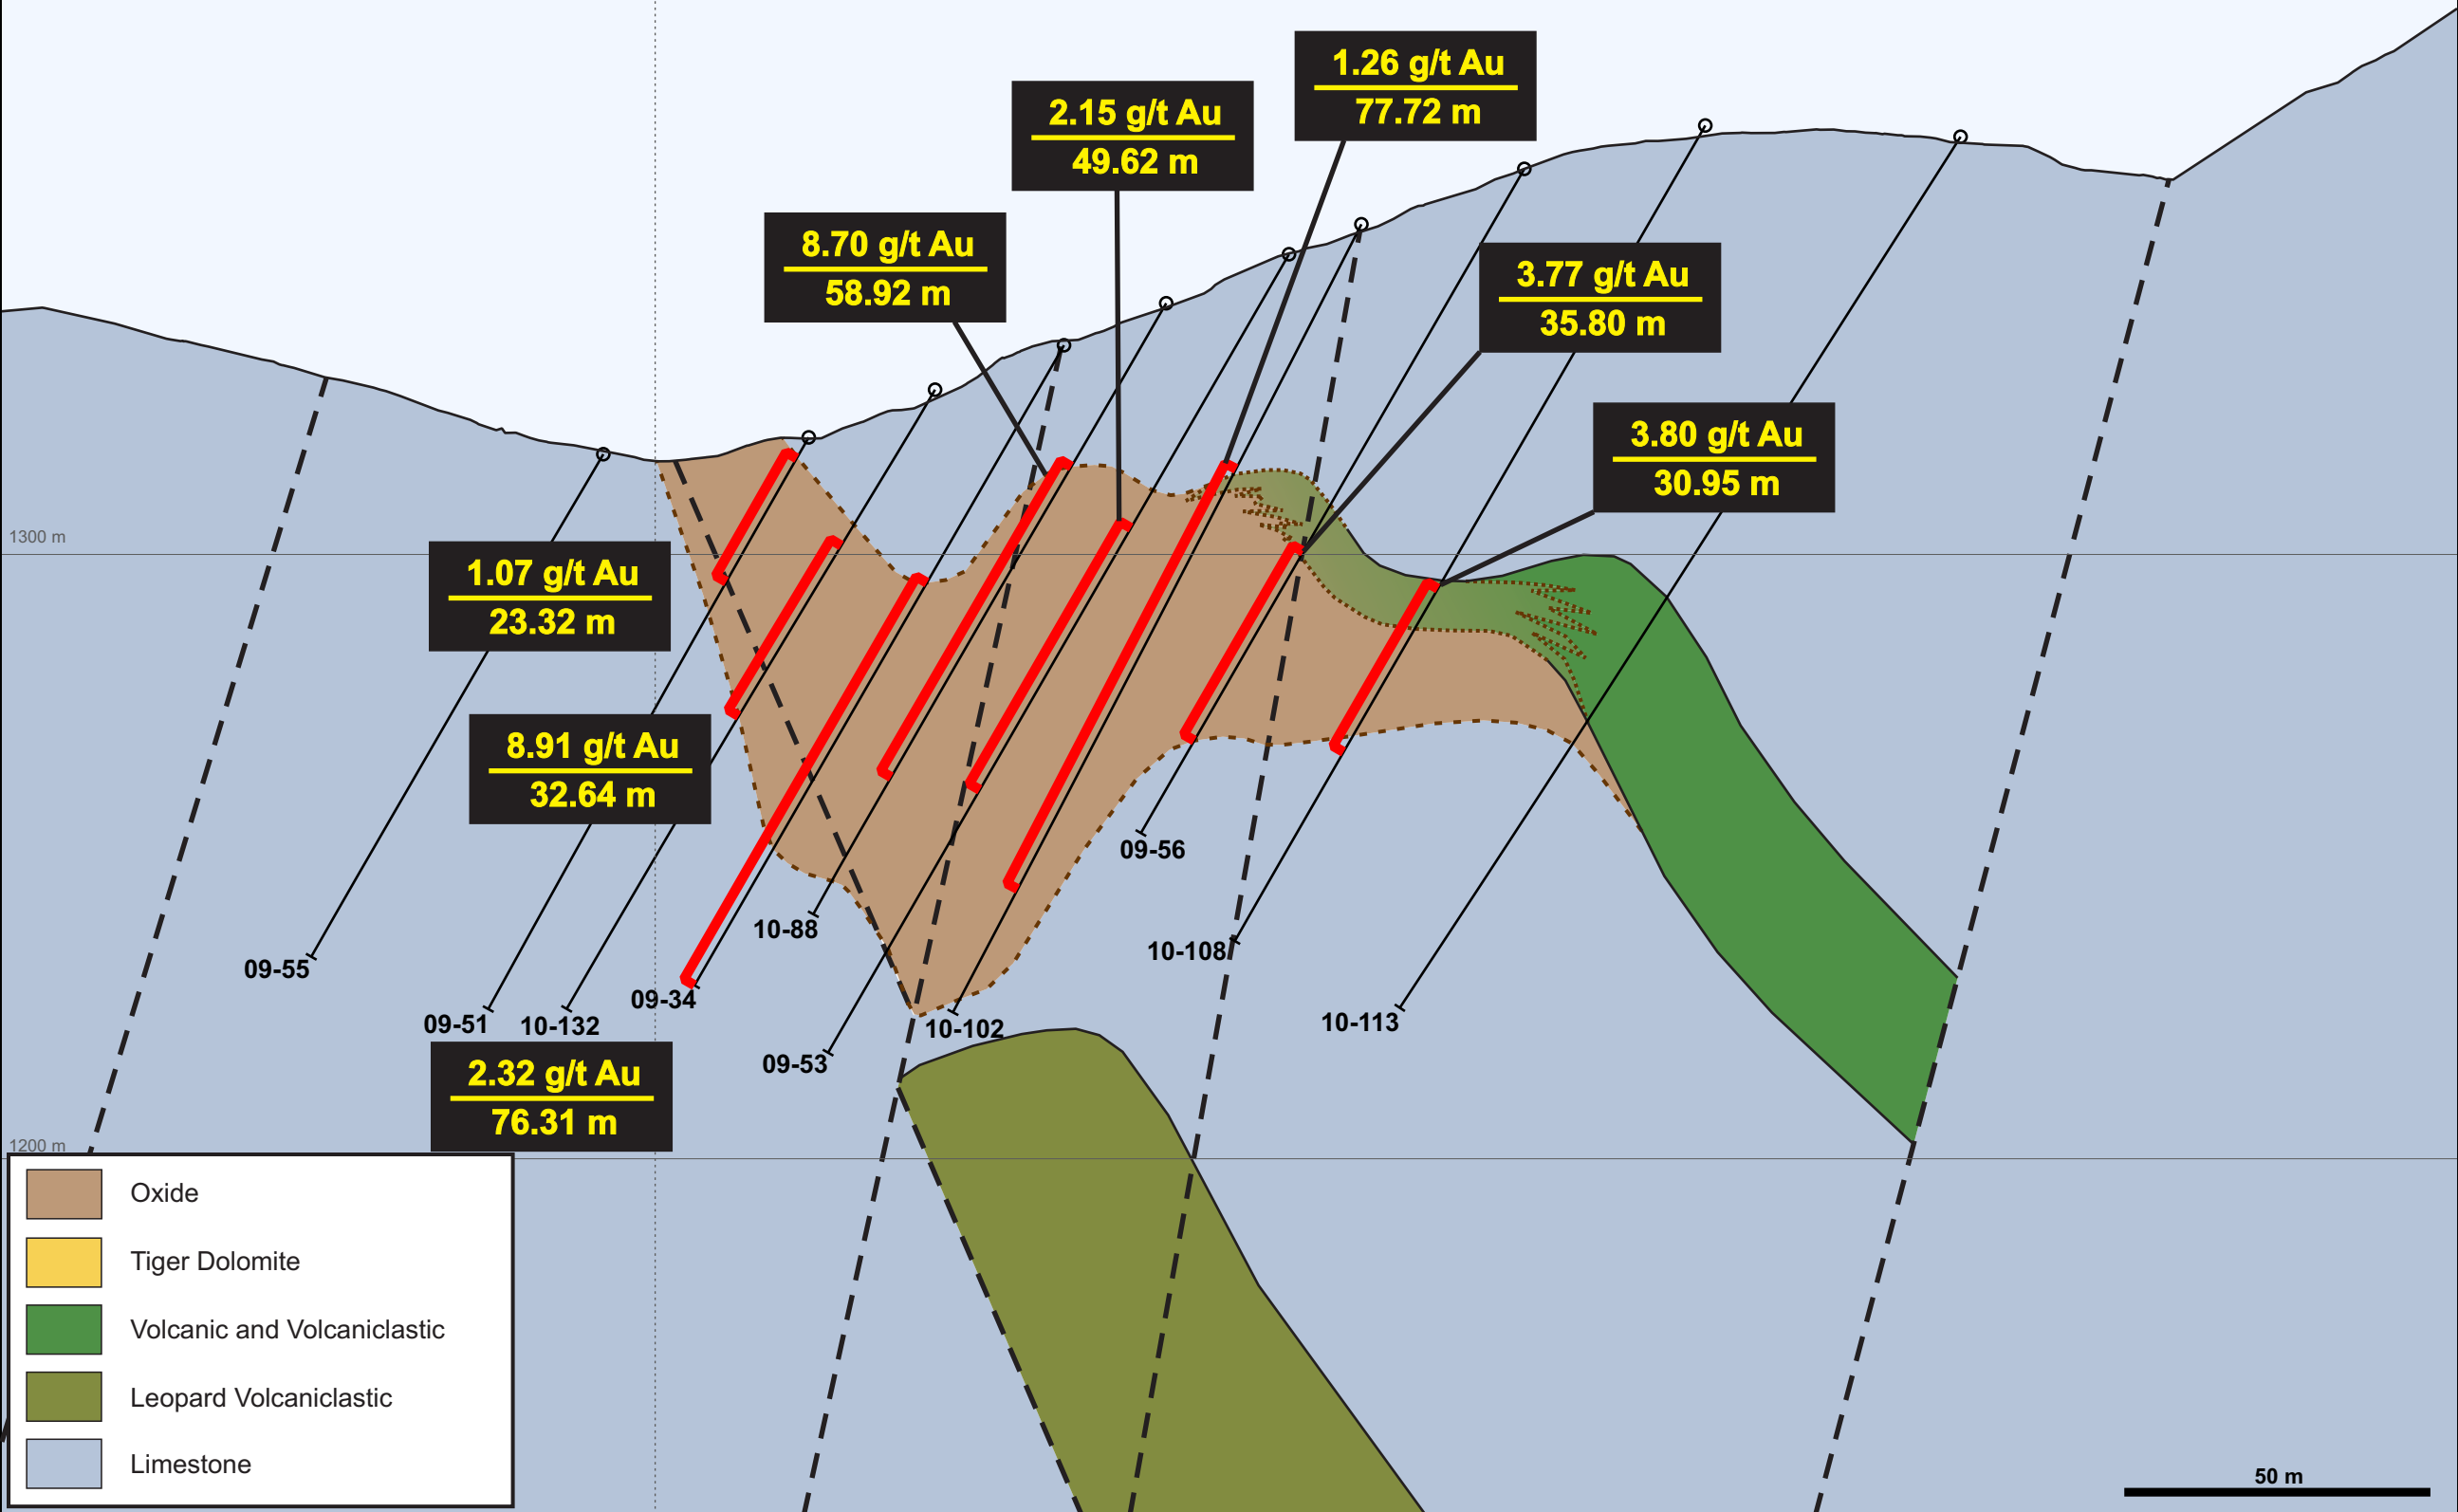 1.26 g/t Au
77.72 m
2.15 g/t Au
49.62 m
8.70 g/t Au
58.92 m
3.77 g/t Au
35.80 m
3.80 g/t Au
30.95 m
1300 m
1.07 g/t Au
23.32 m
8.91 g/t Au
32.64 m
09-56
10-88
10-108
09-55
09-34
09-51
10-132
10-102
10-113
09-53
2.32 g/t Au
76.31 m
1200 m
Oxide
Tiger Dolomite
Volcanic and Volcaniclastic
Leopard Volcaniclastic
Limestone
50 m